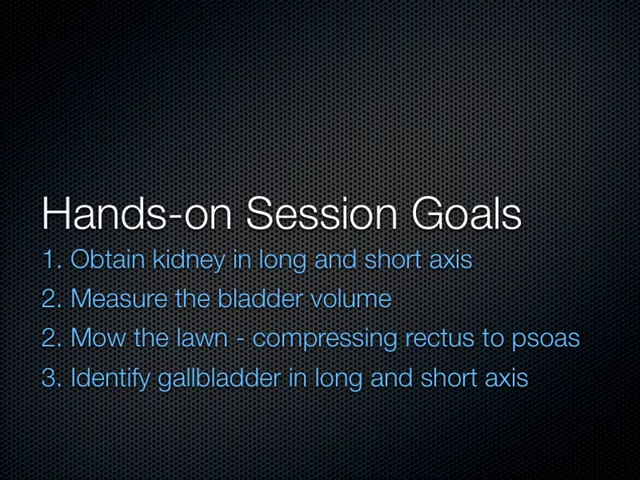 Hands-on Session Goals
1. Obtain kidney in long and short axis
2. Measure the bladder volume
2. Mow the lawn - compressing rectus to psoas
3. Identify gallbladder in long and short axis